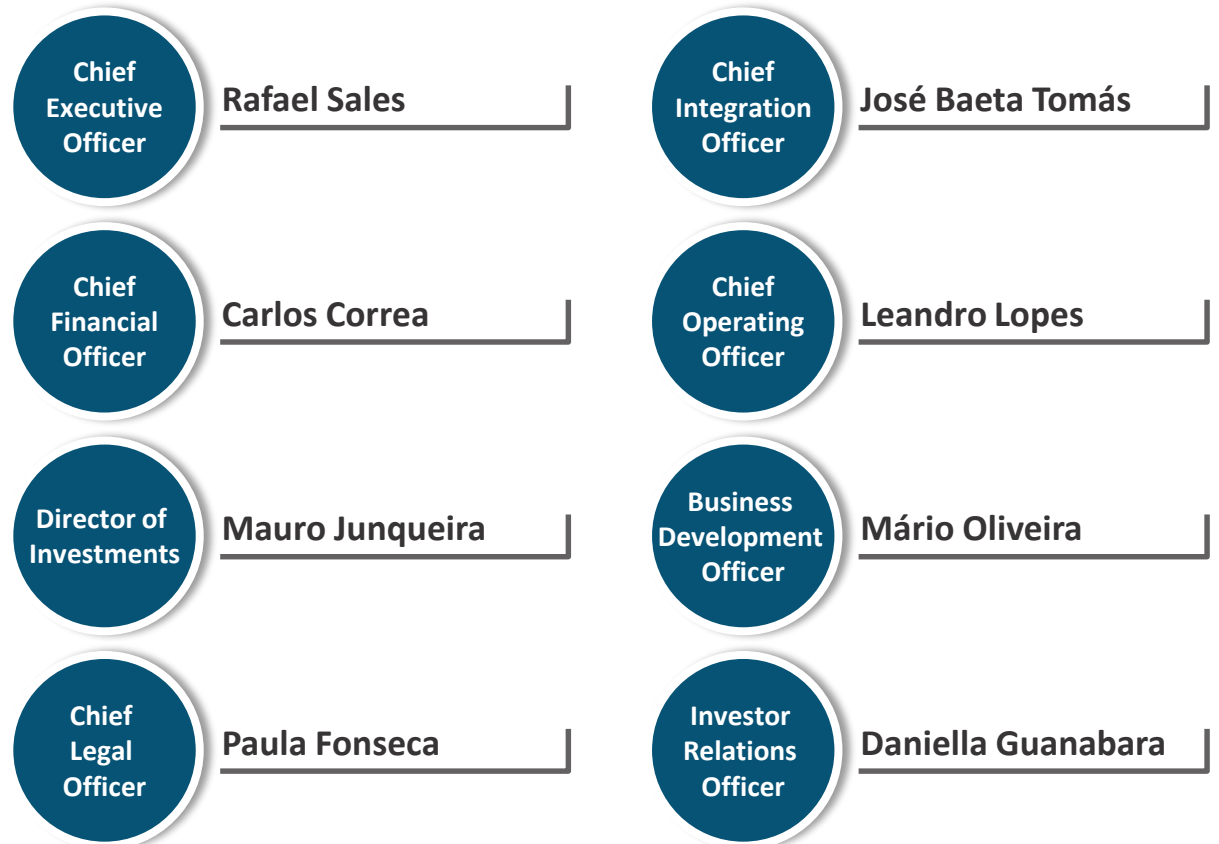 Chief
Executive
Officer
Rafael Sales
Chief
Integration
Officer
José Baeta Tomás
Chief
Financial
Officer
Carlos Correa
Chief
Operating
Officer
Leandro Lopes
Director of
Investments
Mauro Junqueira
Business
Development
Officer
Mário Oliveira
Chief
Legal
Officer
Paula Fonseca
Investor
Relations
Officer
Daniella Guanabara